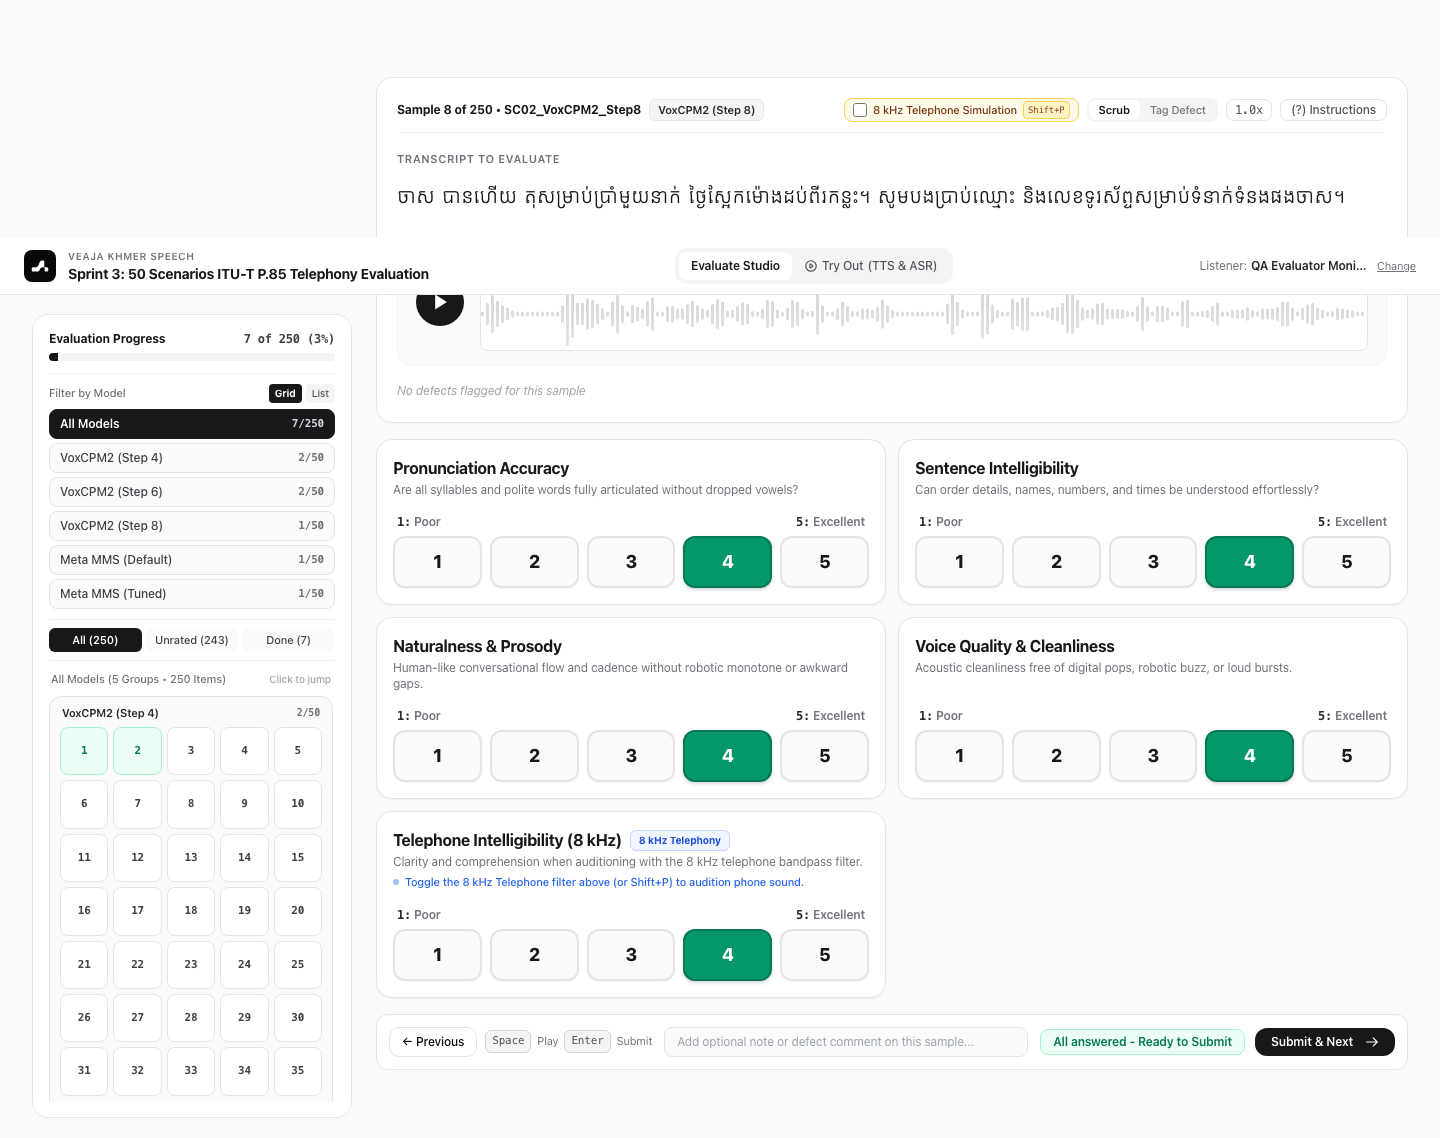 Sample 8 of 250 • SC02_VoxCPM2_Step8 VoxCPM2 (Step 8) 8 kHz Telephone Simulation Shift+P Scrub Tag Defect 1.0x (?) Instructions
TRANSCRIPT TO EVALUATE
ចាស បានហើយ តុសម្រាប់ប្រាំមួយនាក់ ថ្ងៃស្អែកម៉ោងដប់ពីរកន្លះ។ សូមបងប្រាប់ឈ្មោះ និងលេខទូរស័ព្ទសម្រាប់ទំនាក់ទំនងផងចាស។
VEAJA KHMER SPEECH
Sprint 3: 50 Scenarios ITU-T P.85 Telephony Evaluation
Evaluate Studio Try Out (TTS & ASR)
Listener: QA Evaluator Moni... Change
Evaluation Progress 7 of 250 (3%)
Filter by Model Grid List
All Models 7/250
VoxCPM2 (Step 4) 2/50
VoxCPM2 (Step 6) 2/50
VoxCPM2 (Step 8) 1/50
Meta MMS (Default) 1/50
Meta MMS (Tuned) 1/50
All (250) Unrated (243) Done (7)
All Models (5 Groups • 250 Items) Click to jump
VoxCPM2 (Step 4) 2/50
1 2 3 4 5
6 7 8 9 10
11 12 13 14 15
16 17 18 19 20
21 22 23 24 25
26 27 28 29 30
31 32 33 34 35
No defects flagged for this sample
Pronunciation Accuracy
Are all syllables and polite words fully articulated without dropped vowels?
1: Poor 5: Excellent
1 2 3 4 5
Sentence Intelligibility
Can order details, names, numbers, and times be understood effortlessly?
1: Poor 5: Excellent
1 2 3 4 5
Naturalness & Prosody
Human-like conversational flow and cadence without robotic monotone or awkward
gaps.
1: Poor 5: Excellent
1 2 3 4 5
Voice Quality & Cleanliness
Acoustic cleanliness free of digital pops, robotic buzz, or loud bursts.
1: Poor 5: Excellent
1 2 3 4 5
Telephone Intelligibility (8 kHz) 8 kHz Telephony
Clarity and comprehension when auditioning with the 8 kHz telephone bandpass filter.
Toggle the 8 kHz Telephone filter above (or Shift+P) to audition phone sound.
1: Poor 5: Excellent
1 2 3 4 5
← Previous Space Play Enter Submit Add optional note or defect comment on this sample... All answered - Ready to Submit Submit & Next →